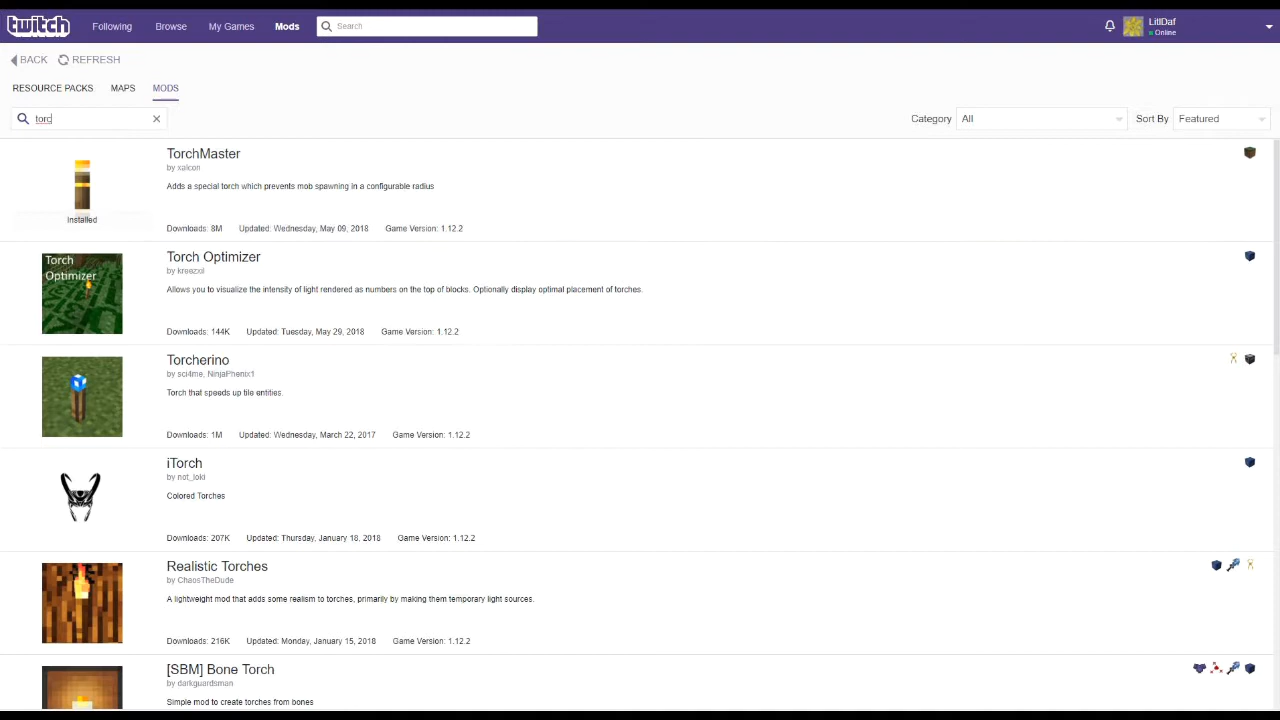 twitch Following Browse My Games Mods Search LitlDaf
Online
BACK REFRESH
RESOURCE PACKS MAPS MODS
torc Category All Sort By Featured
TorchMaster
by xalcon
Adds a special torch which prevents mob spawning in a configurable radius
Installed
Downloads: 8M Updated: Wednesday, May 09, 2018 Game Version: 1.12.2
Torch
Optimizer
Torch Optimizer
by kreezxil
Allows you to visualize the intensity of light rendered as numbers on the top of blocks. Optionally display optimal placement of torches.
Downloads: 144K Updated: Tuesday, May 29, 2018 Game Version: 1.12.2
Torcherino
by sci4me, NinjaPhenix1
Torch that speeds up tile entities.
Downloads: 1M Updated: Wednesday, March 22, 2017 Game Version: 1.12.2
iTorch
by not_loki
Colored Torches
Downloads: 207K Updated: Thursday, January 18, 2018 Game Version: 1.12.2
Realistic Torches
by ChaosTheDude
A lightweight mod that adds some realism to torches, primarily by making them temporary light sources.
Downloads: 216K Updated: Monday, January 15, 2018 Game Version: 1.12.2
[SBM] Bone Torch
by darkguardsman
Simple mod to create torches from bones